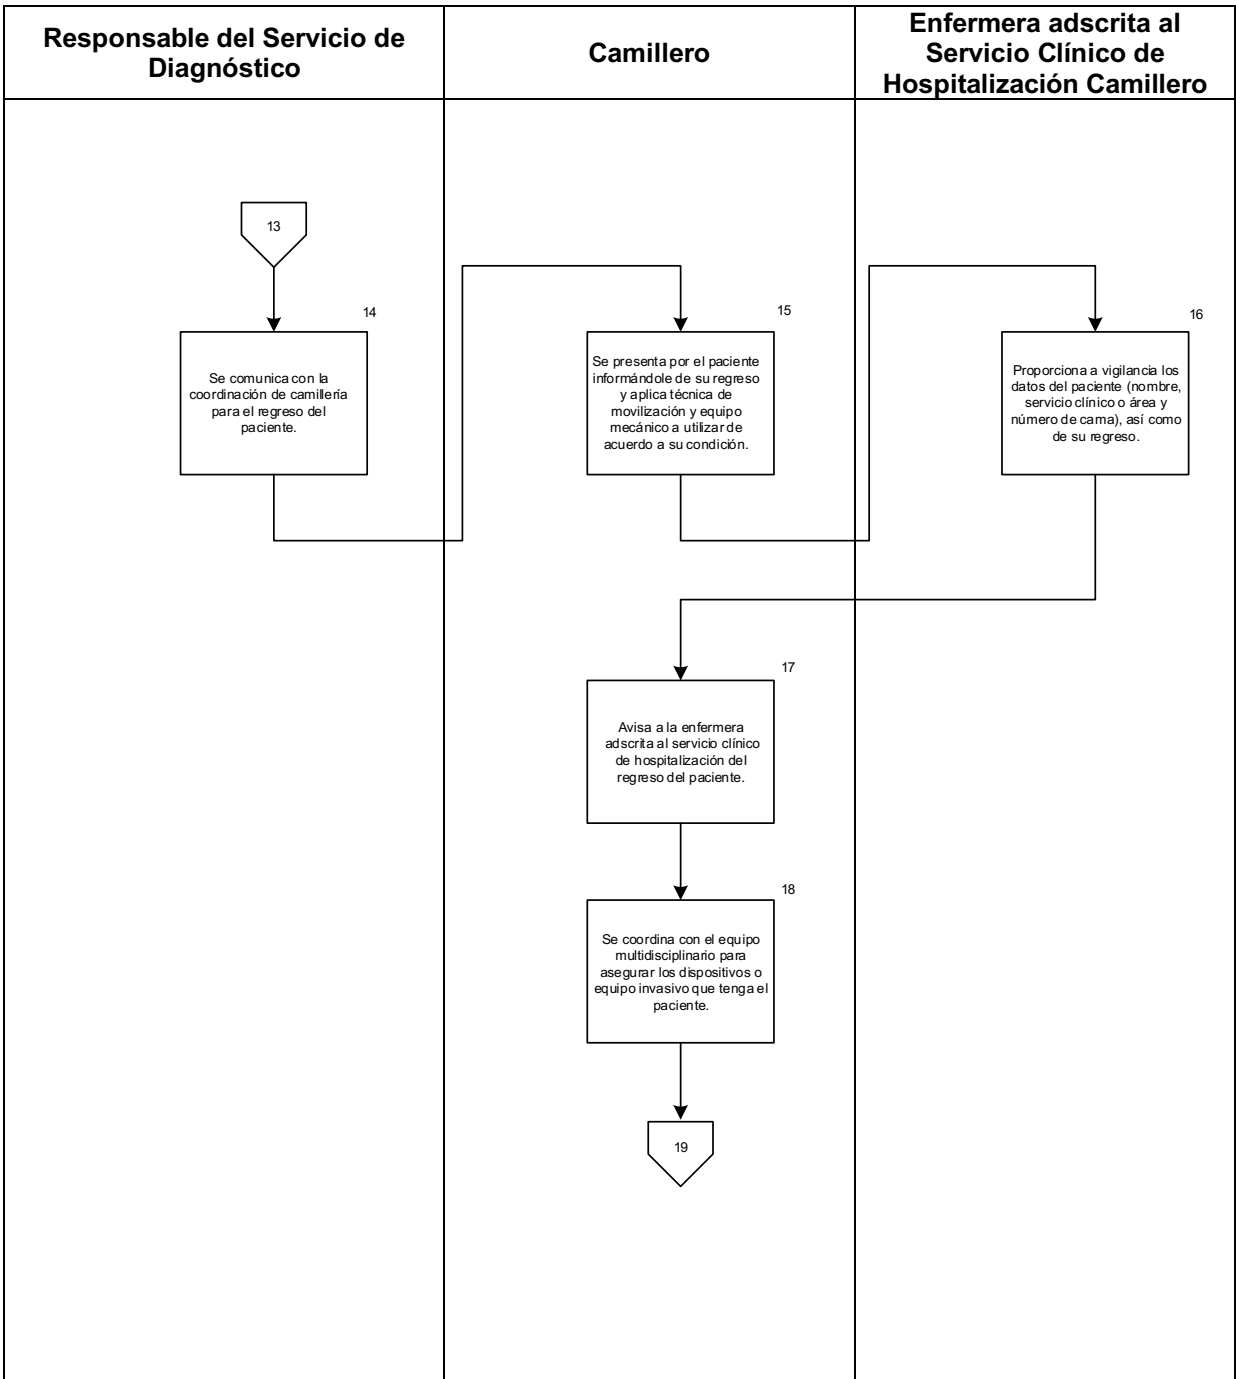 Responsable del Servicio de
Diagnóstico
Camillero
Enfermera adscrita al
Servicio Clínico de
Hospitalización Camillero
13
14
Se comunica con la
coordinación de camillería
para el regreso del
paciente.
15
Se presenta por el paciente
informándole de su regreso
y aplica técnica de
movilización y equipo
mecánico a utilizar de
acuerdo a su condición.
16
Proporciona a vigilancia los
datos del paciente (nombre,
servicio clínico o área y
número de cama), así como
de su regreso.
17
Avisa a la enfermera
adscrita al servicio clínico
de hospitalización del
regreso del paciente.
18
Se coordina con el equipo
multidisciplinario para
asegurar los dispositivos o
equipo invasivo que tenga el
paciente.
19